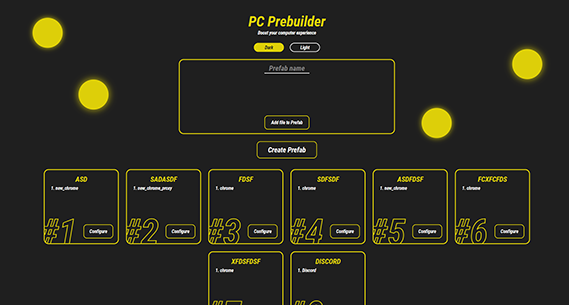 PC Prebuilder
Boost your computer experience
Dark Light
Prefab name
Add file to Prefab
Create Prefab
ASD SADASDF FDSF SDFSDF ASDFDSF FCXFCFDS
1. new_chrome 1. new_chrome_proxy 1. chrome 1. chrome 1. new_chrome 1. chrome
#1 Configure #2 Configure #3 Configure #4 Configure #5 Configure #6 Configure
XFDSFDSF DISCORD
1. chrome 1. Discord